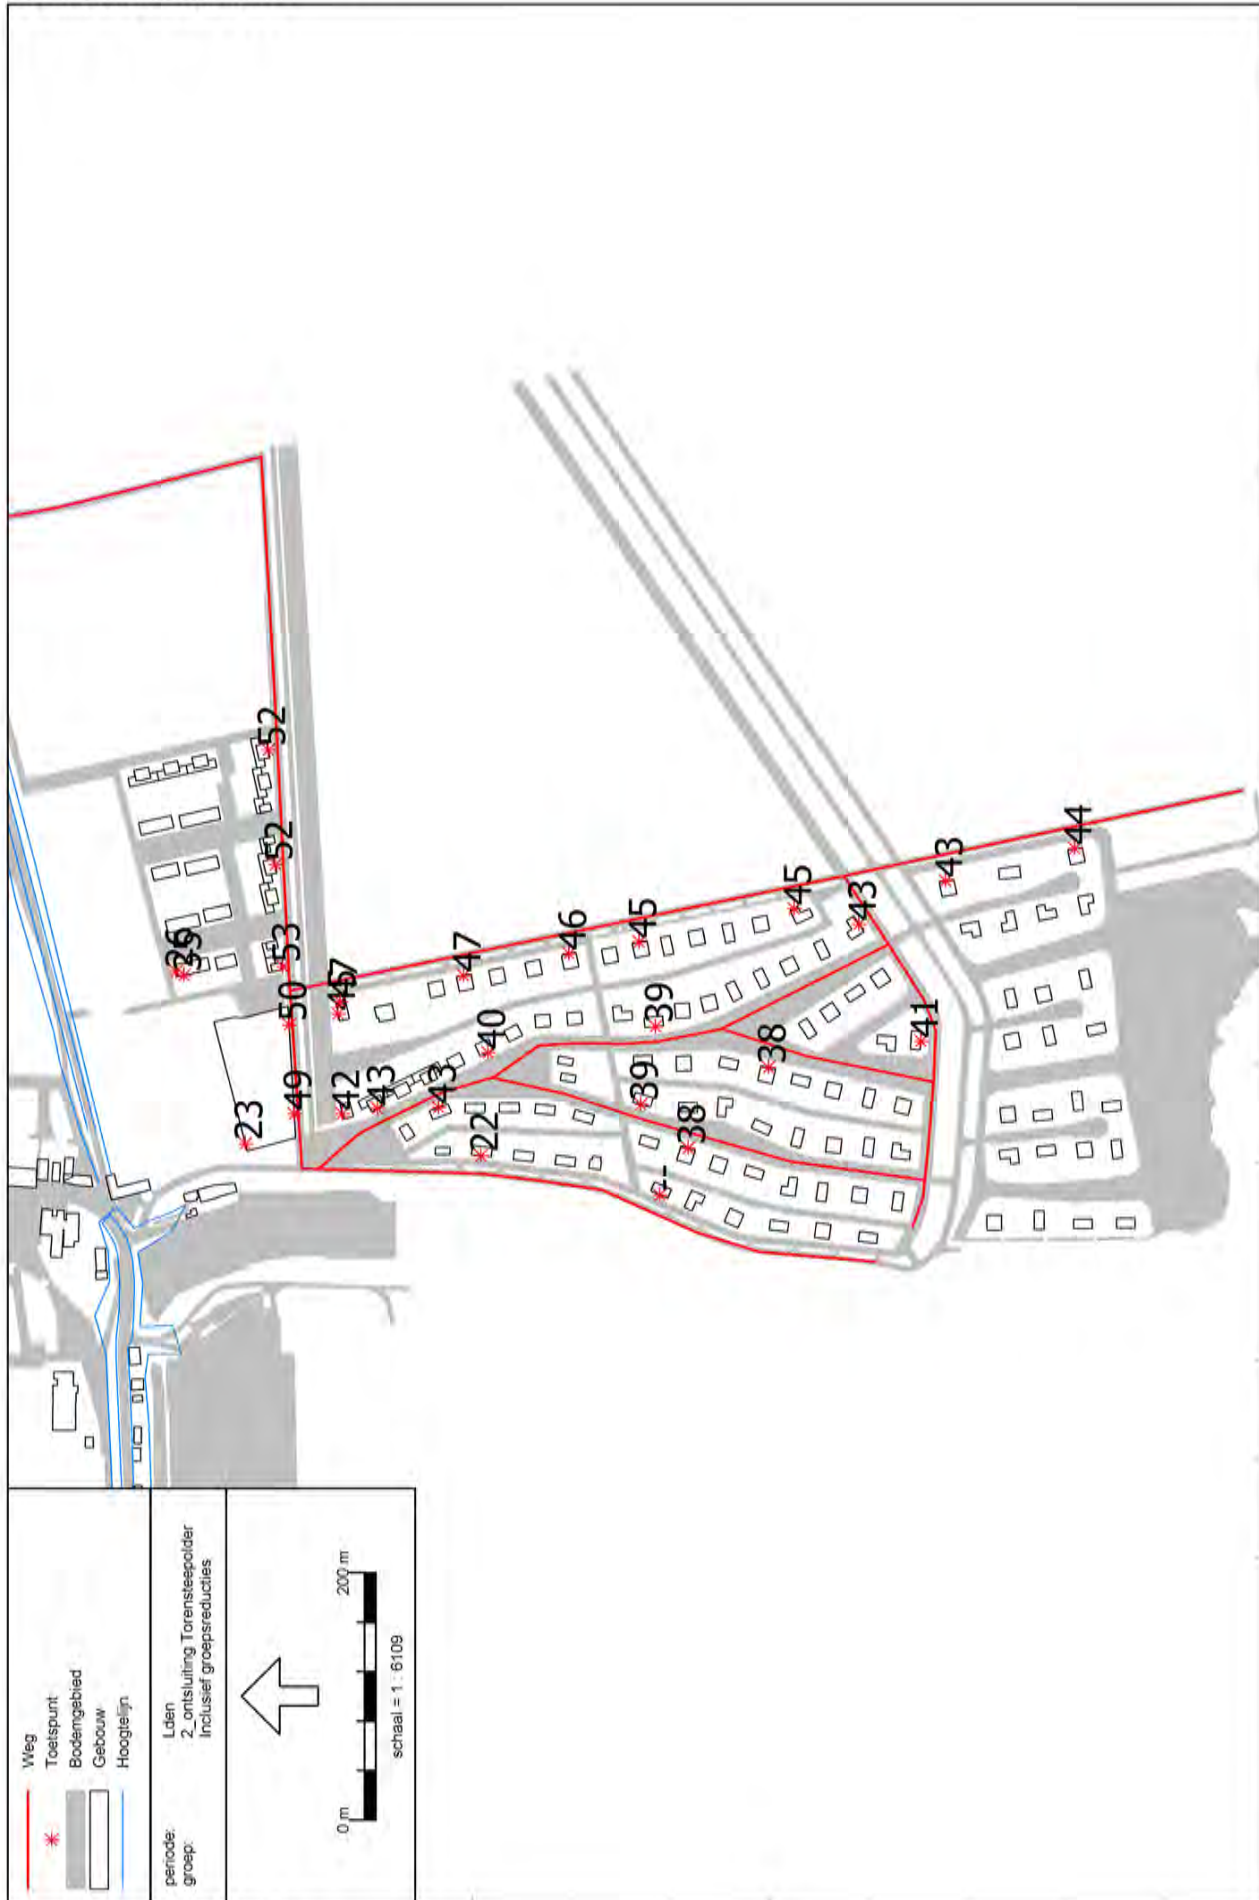 Weg
Toetspunt
Bodemgebied
Gebouw
Hoogtelijn
periode: Lden
groep: 2_ontsluiting Torensteepolder
Inclusief groepsreducties
0 m 200 m
schaal = 1 : 6109
26
52
52
53
50
49
23
47
42
43
43
40
47
46
45
45
43
43
44
22
39
39
38
38
41
--